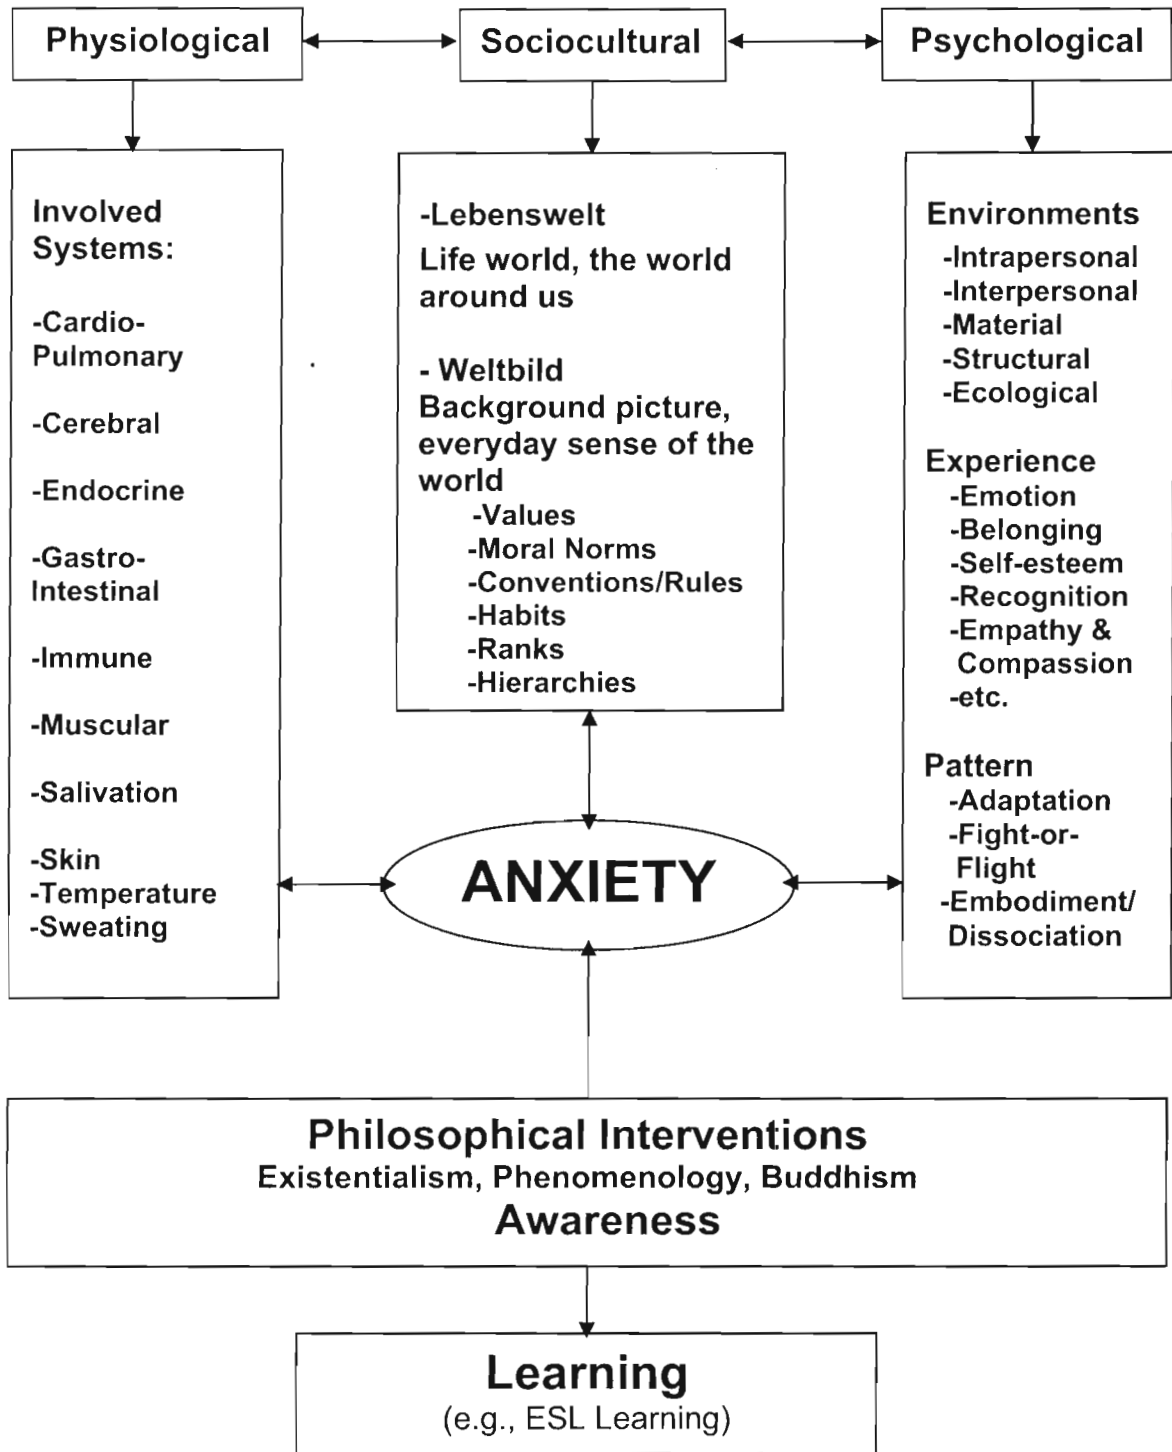 Physiological
Sociocultural
Psychological
Involved
Systems:
-Cardio-
Pulmonary
-Cerebral
-Endocrine
-Gastro-
Intestinal
-Immune
-Muscular
-Salivation
-Skin
-Temperature
-Sweating
-Lebenswelt
Life world, the world
around us
- Weltbild
Background picture,
everyday sense of the
world
-Values
-Moral Norms
-Conventions/Rules
-Habits
-Ranks
-Hierarchies
Environments
-Intrapersonal
-Interpersonal
-Material
-Structural
-Ecological
Experience
-Emotion
-Belonging
-Self-esteem
-Recognition
-Empathy &
Compassion
-etc.
Pattern
-Adaptation
-Fight-or-
Flight
-Embodiment/
Dissociation
ANXIETY
Philosophical Interventions
Existentialism, Phenomenology, Buddhism
Awareness
Learning
(e.g., ESL Learning)